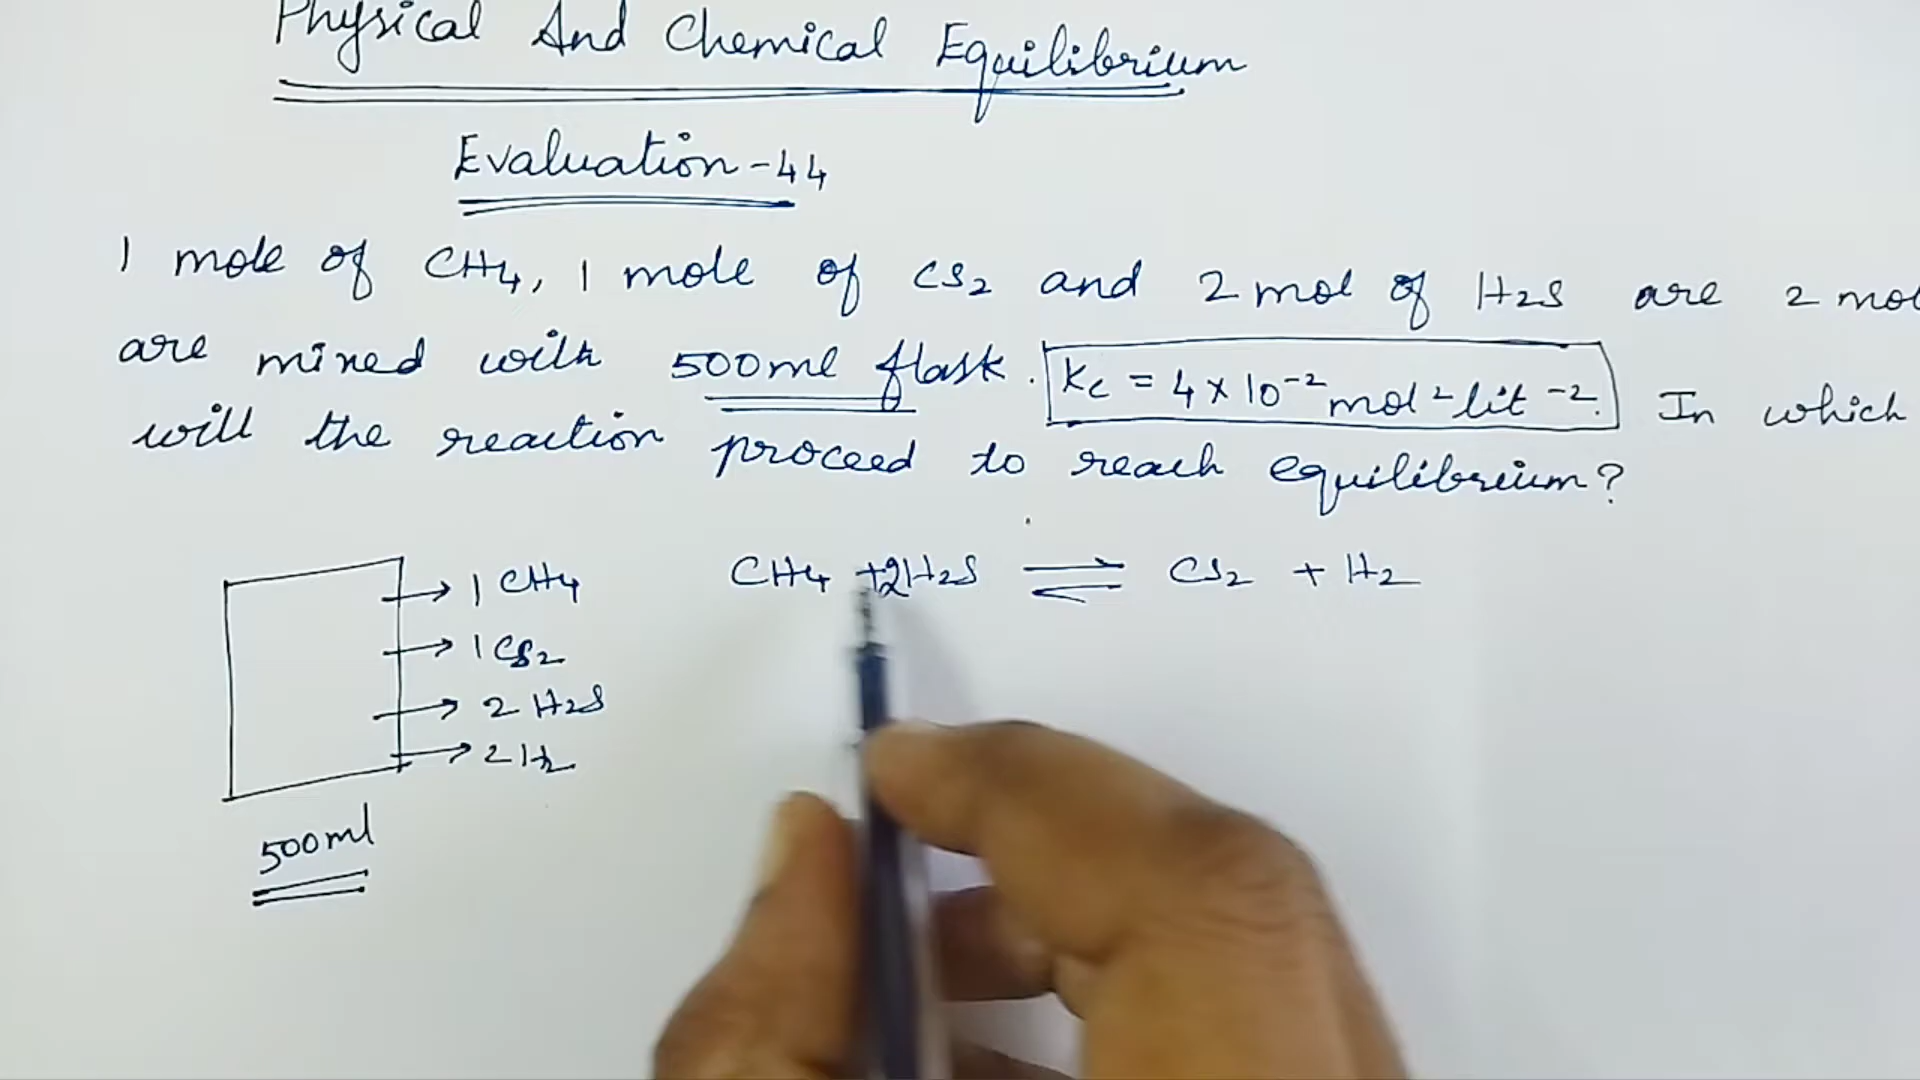 Physical And Chemical Equilibrium
Evaluation-44
1 mole of CH4, 1 mole of CS2 and 2 mol of H2S are 2 mol
are mixed with 500ml flask. Kc = 4 x 10-2 mol2 lit-2. In which
will the reaction proceed to reach equilibrium?
CH4 + 2H2S ⇌ CS2 + H2
1 CH4
1 CS2
2 H2S
2 H2
500ml